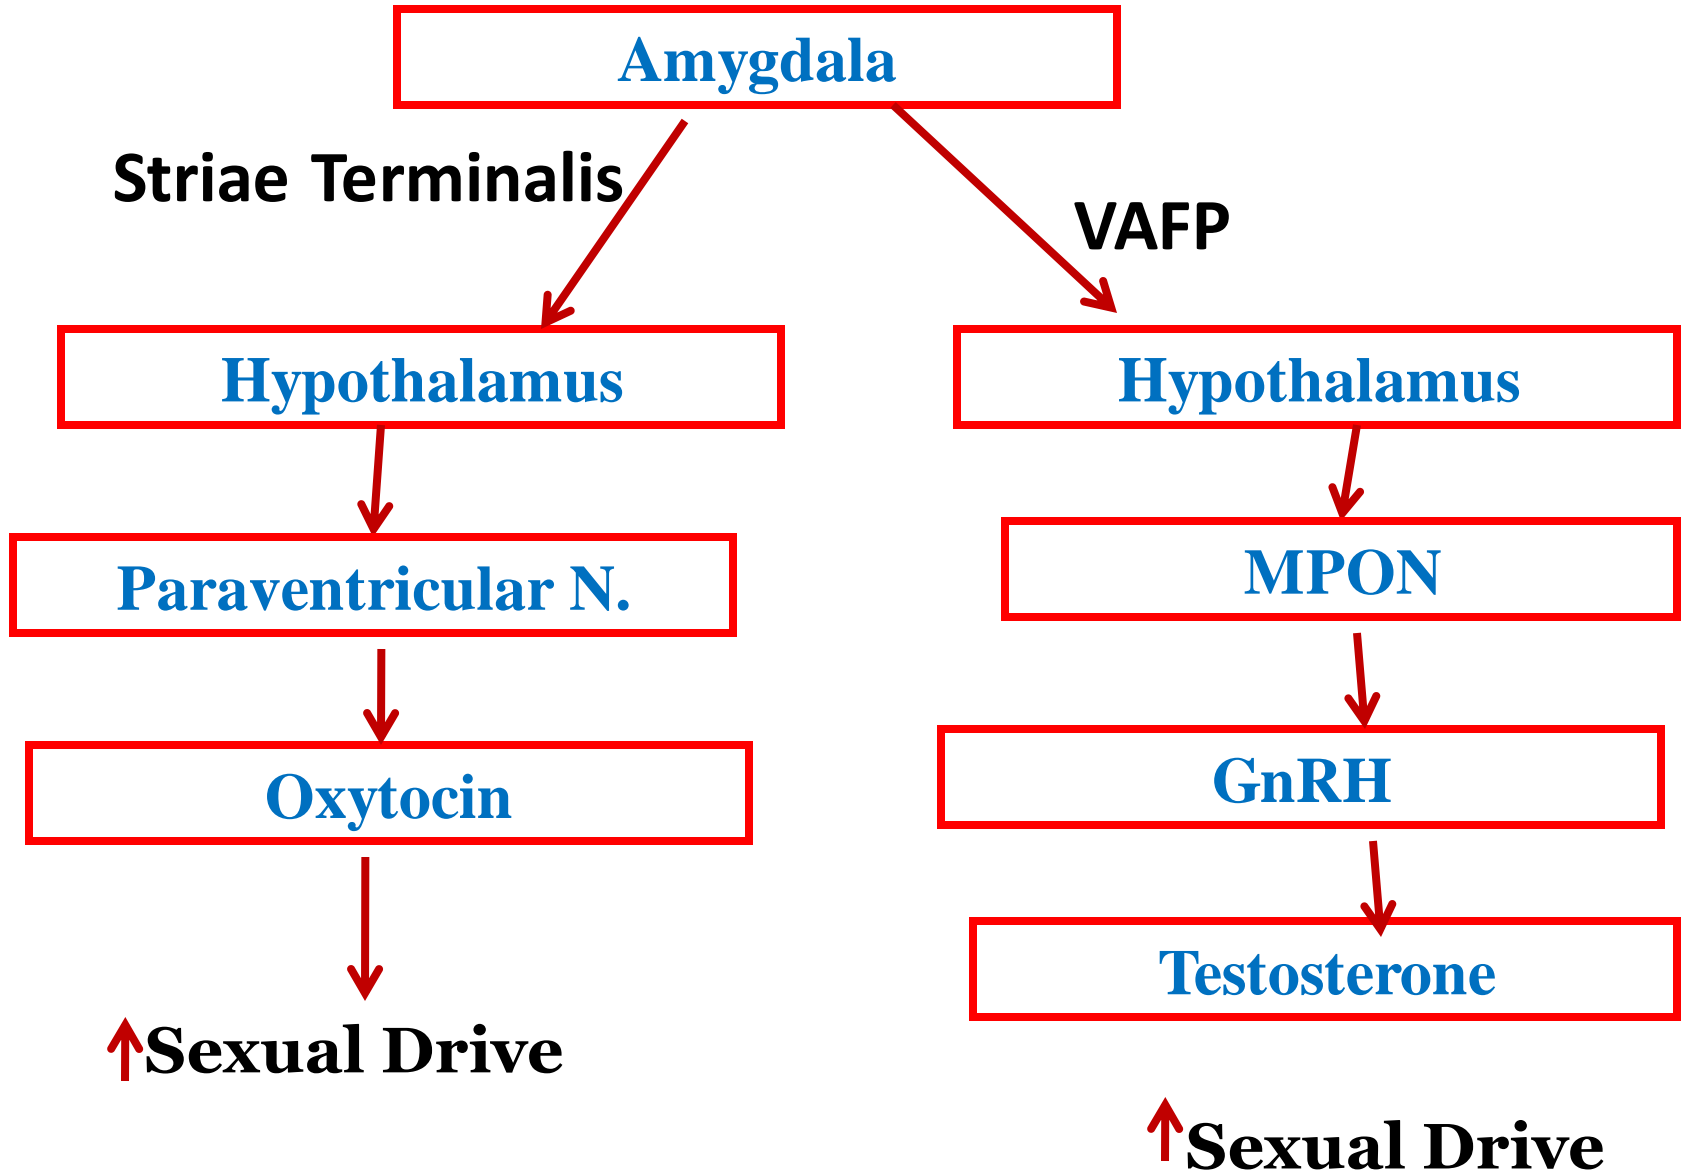 Amygdala
Striae Terminalis
VAFP
Hypothalamus
Hypothalamus
Paraventricular N.
MPON
Oxytocin
GnRH
Testosterone
Sexual Drive
Sexual Drive